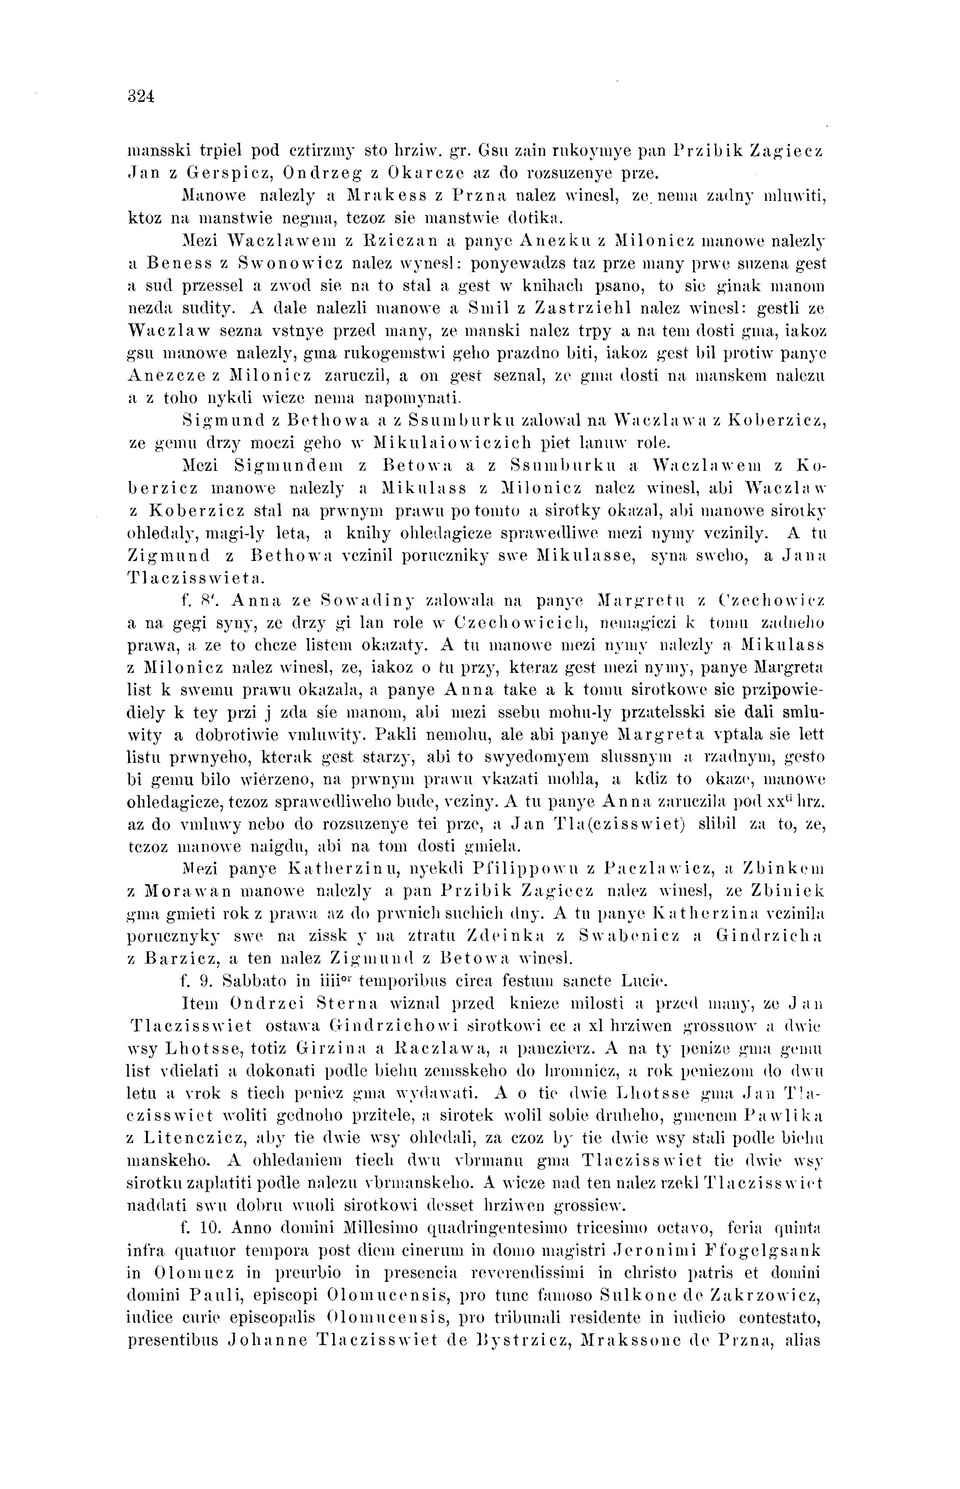 324
mansski trpiel pod cztirzmy sto hrziw. gr. Gsu zain rukoymye pan Przibik Zagiecz
Jan z Gerspicz, Ondrzeg z Okarcze az do rozsuzenye prze.
Manowe nalezly a Mrakess z Przna nalez winesl, ze nema zadny mluwiti,
ktoz na manstwie negma, tczoz sie manstwie dotika.
Mezi Waczlawem z Rziczan a panye Anezku z Milonicz manowe nalezly
a Beness z Swonowicz nalez wynesl: ponyewadzs taz prze many prwe suzena gest
a sud przessel a zwod sie na to stal a gest w knihach psano, to sie ginak manom
nezda sudity. A dale nalezli manowe a Smil z Zastrziehl nalez winesl: gestli ze
Waczlaw sezna vstnye przed many, ze manski nalez trpy a na tem dosti gma, iakoz
gsu manowe nalezly, gma rukogemstwi geho prazdno biti, iakoz gest bil protiw panye
Anezcze z Milonicz zaruczil, a on gest seznal, ze gma dosti na manskem nalezu
a z toho nykdi wicze nema napomynati.
Sigmund z Bethowa a z Ssumburku zalowal na Waczlawa z Koberzicz,
ze gemu drzy moczi geho w Mikulaiowiczich piet lanuw role.
Mezi Sigmundem z Betowa a z Ssumburku a Waczlawem z Ko-
berzicz manowe nalezly a Mikulass z Milonicz nalez winesl, abi Waczlaw
z Koberzicz stal na prwnym prawu po tomto a sirotky okazal, abi manowe sirotky
ohledaly, magi-ly leta, a knihy ohledagicze sprawedliwe mezi nymy vczinily. A tu
Zigmund z Bethowa vczinil poruczniky swe Mikulasse, syna sweho, a Jana
Tlaczisswieta.
f. 8'. Anna ze Sowadiny zalowala na panye Margretu z Czechowicz
a na gegi syny, ze drzy gi lan role w Czechowicich, nemagiczi k tomu zadneho
prawa, a ze to chcze listem okazaty. A tu manowe mezi nymy nalezly a Mikulass
z Milonicz nalez winesl, ze, iakoz o tu przy, kteraz gest mezi nymy, panye Margreta
list k swemu prawu okazala, a panye Anna take a k tomu sirotkowe sie przipowie-
diely k tey przi j zda sie manom, abi mezi ssebu mohu-ly przatelsski sie dali smlu-
wity a dobrotiwie vmluwity. Pakli nemohu, ale abi panye Margreta vptala sie lett
listu prwnyeho, kterak gest starzy, abi to swyedomyem slussnym a rzadnym, gesto
bi gemu bilo wiérzeno, na prwnym prawu vkazati mohla, a kdiz to okaze, manowe
ohledagicze, tczoz sprawedliweho bude, vcziny. A tu panye Anna zaruczila pod xxti hrz.
az do vmluwy nebo do rozsuzenye tei prze, a Jan Tla(czisswiet) slibil za to, ze,
tczoz manowe naigdu, abi na tom dosti gmiela.
Mezi panye Katherzinu, nyekdi Pfilippowu z Paczlawicz, a Zbinkem
z Morawan manowe nalezly a pan Przibik Zagiecz nalez winesl, ze Zbiniek
gma gmieti rok z prawa az do prwnich suchich dny. A tu panye Katherzina vczinila
porucznyky swe na zissk y na ztratu Zdeinka z Swabenicz a Gindrzicha
z Barzicz, a ten nalez Zigmund z Betowa winesl.
f. 9. Sabbato in iiiior temporibus circa festum sancte Lucie.
Item Ondrzei Sterna wiznal przed knieze milosti a przed many, ze Jan
Tlaczisswiet ostawa Gindrzichowi sirotkowi cc a xl hrziwen grossuow a dwie
wsy Lhotsse, totiz Girzina a Raczlawa, a panczierz. A na ty penize gma gemu
list vdielati a dokonati podle biehu zemsskeho do hromnicz, a rok peniezom do dwu
letu a vrok s tiech peniez gma wydawati. A o tie dwie Lhotsse gma Jan Tla-
czisswiet woliti gednoho przitele, a sirotek wolil sobie druheho, gmenem Pawlika
z Litenczicz, aby tie dwie wsy ohledali, za czoz by tie dwie wsy stali podle biehu
manskeho. A ohledaniem tiech dwu vbrmanu gma Tlaczisswiet tie dwie wsy
sirotku zaplatiti podle nalezu vbrmanskeho. A wicze nad ten nalez rzekl Tlaczisswiet
naddati swu dobru wuoli sirotkowi desset hrziwen grossiew.
f. 10. Anno domini Millesimo quadringentesimo tricesimo octavo, feria quinta
infra quatuor tempora post diem cinerum in domo magistri Jeronimi Ffogelgsank
in Olomucz in preurbio in presencia reverendissimi in christo patris et domini
domini Pauli, episcopi Olomucensis, pro tunc famoso Sulkone de Zakrzowicz,
iudice curie episcopalis Olomucensis, pro tribunali residente in iudicio contestato,
presentibus Johanne Tlaczisswiet de Bystrzicz, Mrakssone de Przna, alias